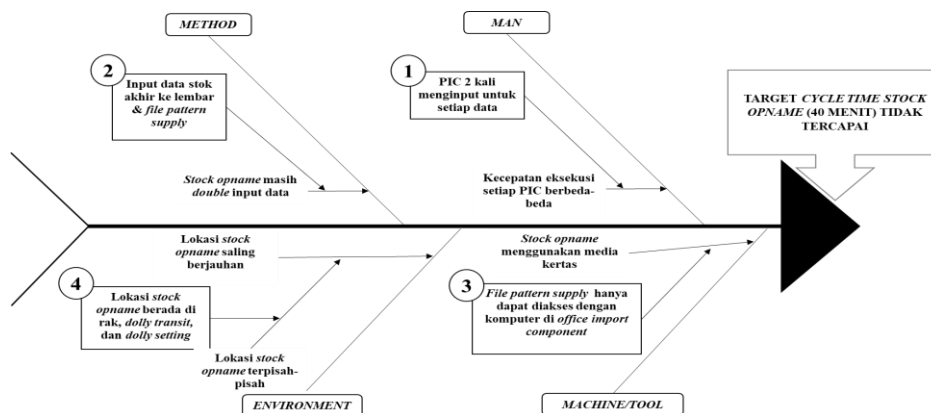 METHOD
MAN
2
Input data stok
akhir ke lembar
& file pattern
supply
1
PIC 2 kali
menginput untuk
setiap data
TARGET CYCLE TIME STOCK
OPNAME (40 MENIT) TIDAK
TERCAPAI
Stock opname masih
double input data
Kecepatan eksekusi
setiap PIC berbeda-
beda
Lokasi stock
opname saling
berjauhan
Stock opname
menggunakan media
kertas
4
Lokasi stock
opname berada di
rak, dolly transit,
dan dolly setting
3
File pattern supply hanya
dapat diakses dengan
komputer di office import
component
Lokasi stock
opname terpisah-
pisah
ENVIRONMENT
MACHINE/TOOL